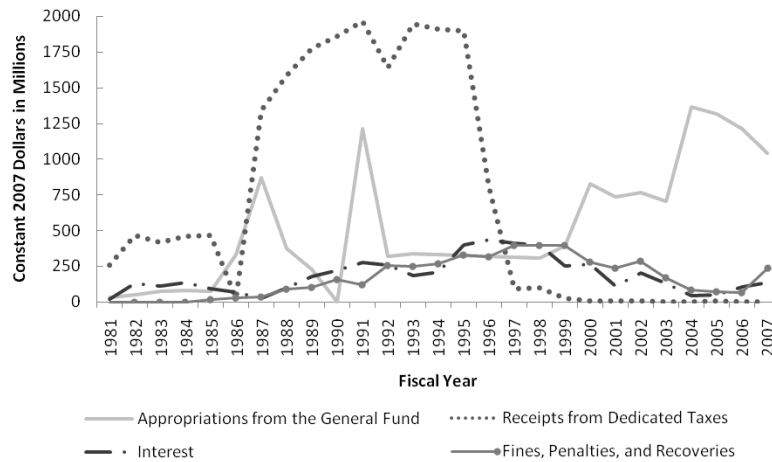 Constant 2007 Dollars in Millions
2000
1750
1500
1250
1000
750
500
250
0
1981 1982 1983 1984 1985 1986 1987 1988 1989 1990 1991 1992 1993 1994 1995 1996 1997 1998 1999 2000 2001 2002 2003 2004 2005 2006 2007
Fiscal Year
Appropriations from the General Fund Receipts from Dedicated Taxes
Interest Fines, Penalties, and Recoveries